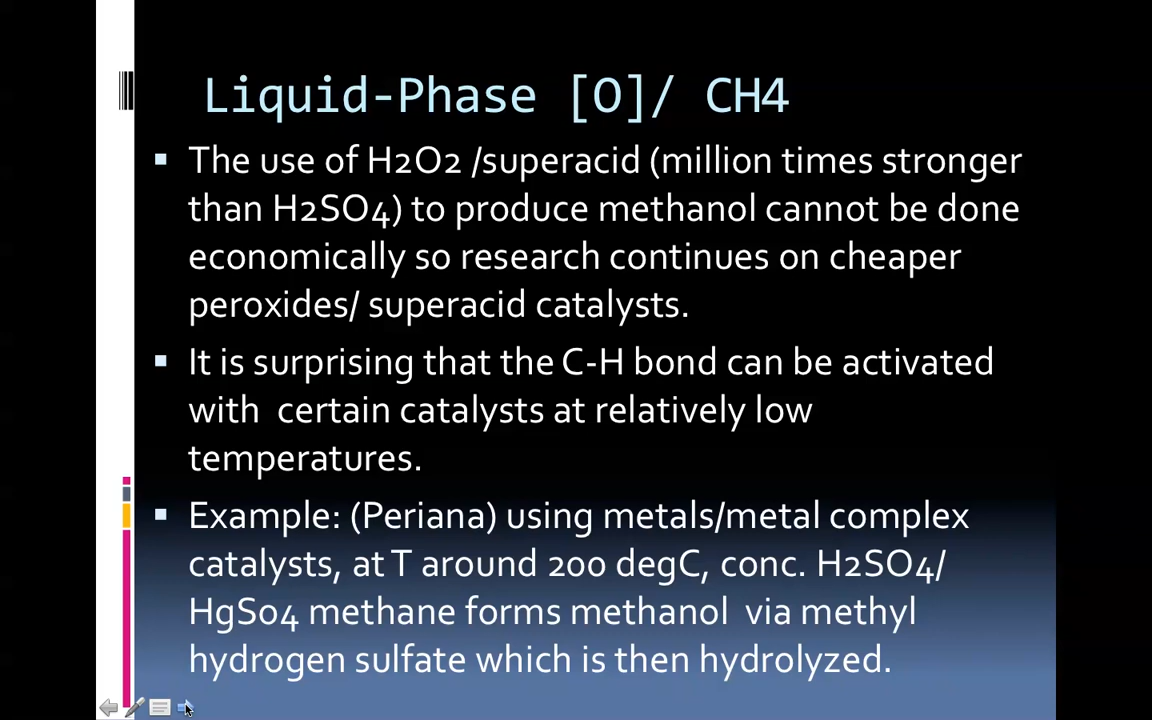 Liquid-Phase [O]/ CH4
The use of H2O2 /superacid (million times stronger
than H2SO4) to produce methanol cannot be done
economically so research continues on cheaper
peroxides/ superacid catalysts.
It is surprising that the C-H bond can be activated
with certain catalysts at relatively low
temperatures.
Example: (Periana) using metals/metal complex
catalysts, at T around 200 degC, conc. H2SO4/
HgSo4 methane forms methanol via methyl
hydrogen sulfate which is then hydrolyzed.